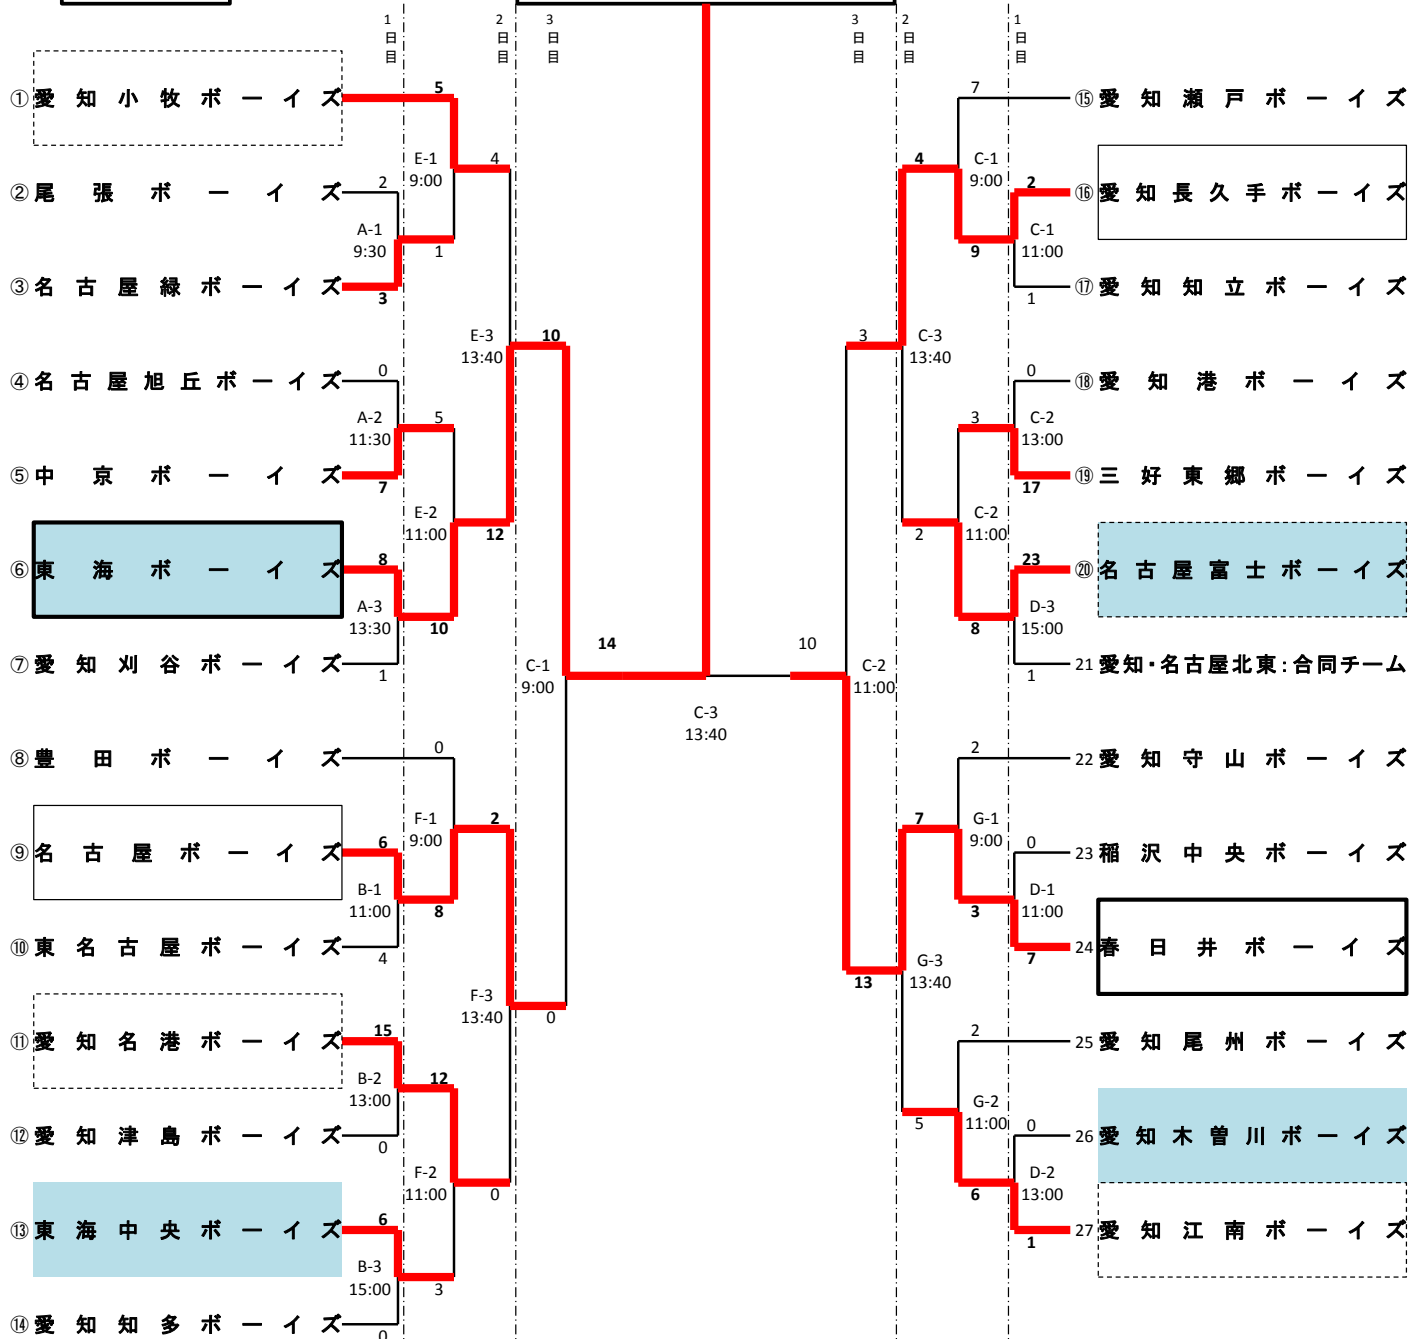 1日目
2日目
3日目
3日目
2日目
1日目
①愛知小牧ボーイズ
5
②尾張ボーイズ
2
E-1
9:00
4
A-1
9:30
1
③名古屋緑ボーイズ
3
E-3
13:40
10
④名古屋旭丘ボーイズ
0
A-2
11:30
5
⑤中京ボーイズ
7
E-2
11:00
12
⑥東海ボーイズ
8
A-3
13:30
10
⑦愛知刈谷ボーイズ
1
C-1
9:00
14
⑧豊田ボーイズ
0
F-1
9:00
2
⑨名古屋ボーイズ
6
B-1
11:00
8
⑩東名古屋ボーイズ
4
F-3
13:40
0
⑪愛知名港ボーイズ
15
B-2
13:00
12
⑫愛知津島ボーイズ
0
F-2
11:00
0
⑬東海中央ボーイズ
6
B-3
15:00
3
⑭愛知知多ボーイズ
0
C-3
13:40
10
7
⑮愛知瀬戸ボーイズ
4
C-1
9:00
2
⑯愛知長久手ボーイズ
9
C-1
11:00
1
⑰愛知知立ボーイズ
3
C-3
13:40
0
⑱愛知港ボーイズ
3
C-2
13:00
17
⑲三好東郷ボーイズ
2
C-2
11:00
23
⑳名古屋富士ボーイズ
8
D-3
15:00
1
21愛知・名古屋北東:合同チーム
C-2
11:00
2
22愛知守山ボーイズ
7
G-1
9:00
0
23稲沢中央ボーイズ
3
D-1
11:00
7
24春日井ボーイズ
13
G-3
13:40
2
25愛知尾州ボーイズ
5
G-2
11:00
0
26愛知木曽川ボーイズ
6
D-2
13:00
1
27愛知江南ボーイズ